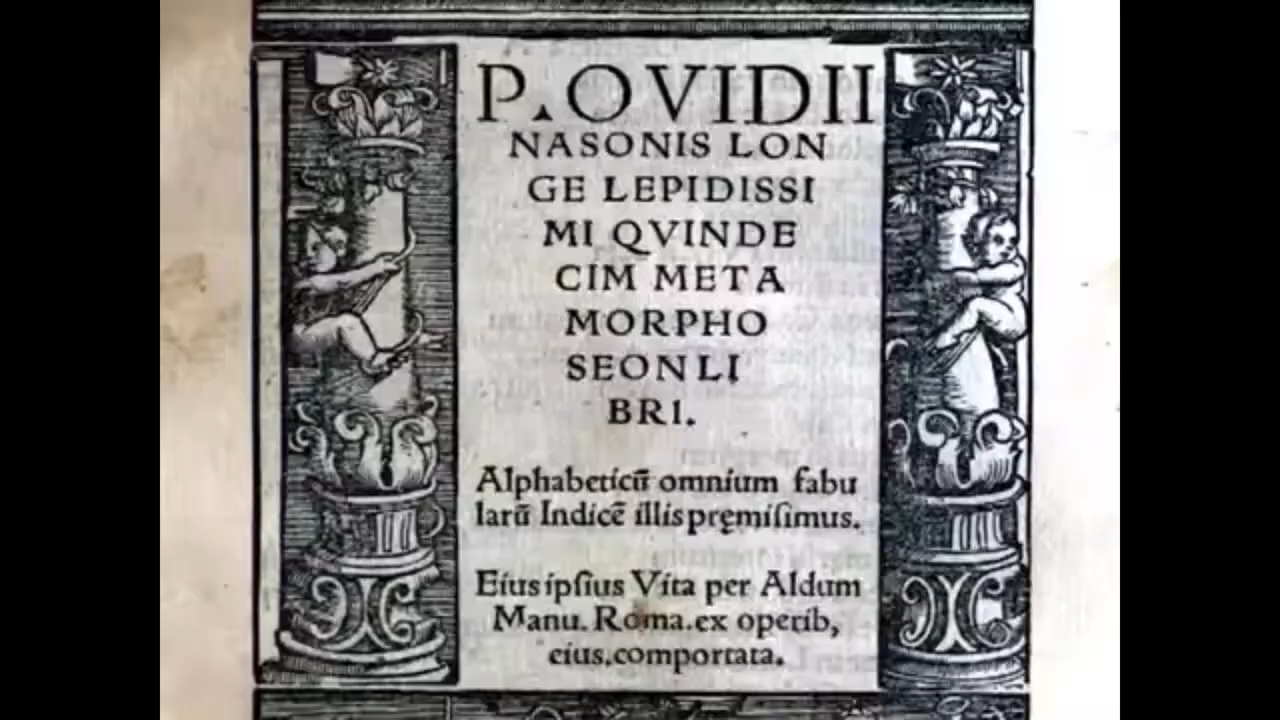 P. OVIDII
NASONIS LON
GE LEPIDISSI
MI QVINDE
CIM META
MORPHO
SEON LI
BRI.
Alphabeticū omnium fabu
larū Indicē illis pręmiſimus.
Eius ipſius Vita per Aldum
Manu. Roma. ex operib,
eius. comportata.